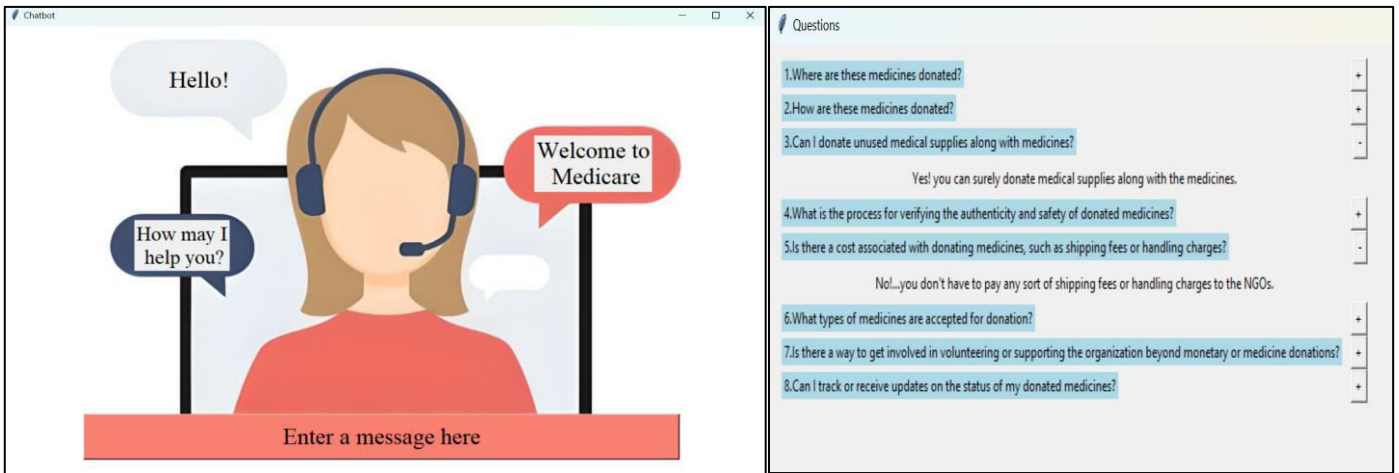 Chatbot
Hello!
Welcome to
Medicare
How may I
help you?
Enter a message here
Questions
1.Where are these medicines donated?
+
2.How are these medicines donated?
+
3.Can I donate unused medical supplies along with medicines?
-
Yes! you can surely donate medical supplies along with the medicines.
4.What is the process for verifying the authenticity and safety of donated medicines?
+
5.Is there a cost associated with donating medicines, such as shipping fees or handling charges?
-
No!...you don't have to pay any sort of shipping fees or handling charges to the NGOs.
6.What types of medicines are accepted for donation?
+
7.Is there a way to get involved in volunteering or supporting the organization beyond monetary or medicine donations?
+
8.Can I track or receive updates on the status of my donated medicines?
+